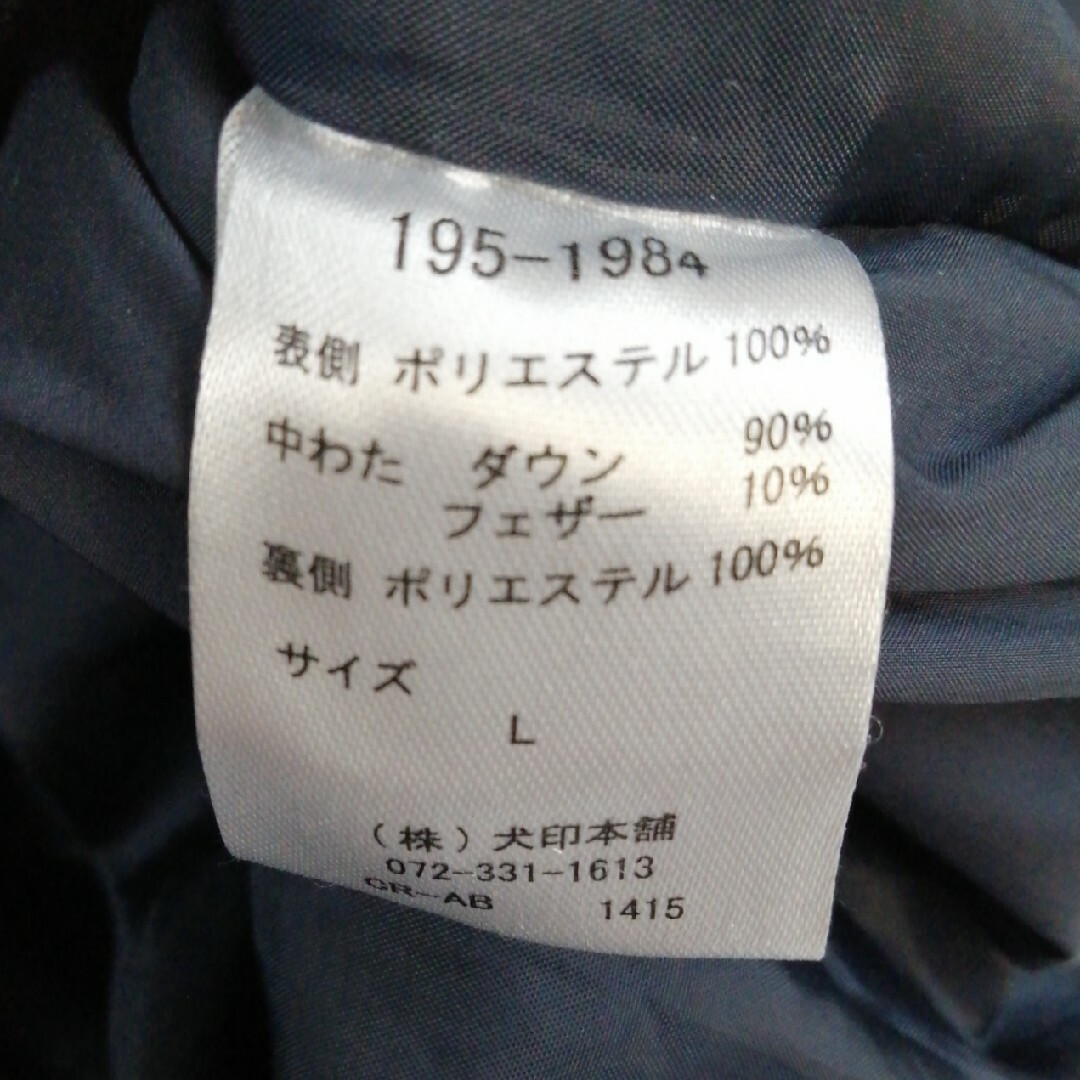 195-1984
表側 ポリエステル 100%
中わた ダウン 90%
フェザー 10%
裏側 ポリエステル 100%
サイズ
L
(株)犬印本舗
072-331-1613
CR-AB 1415